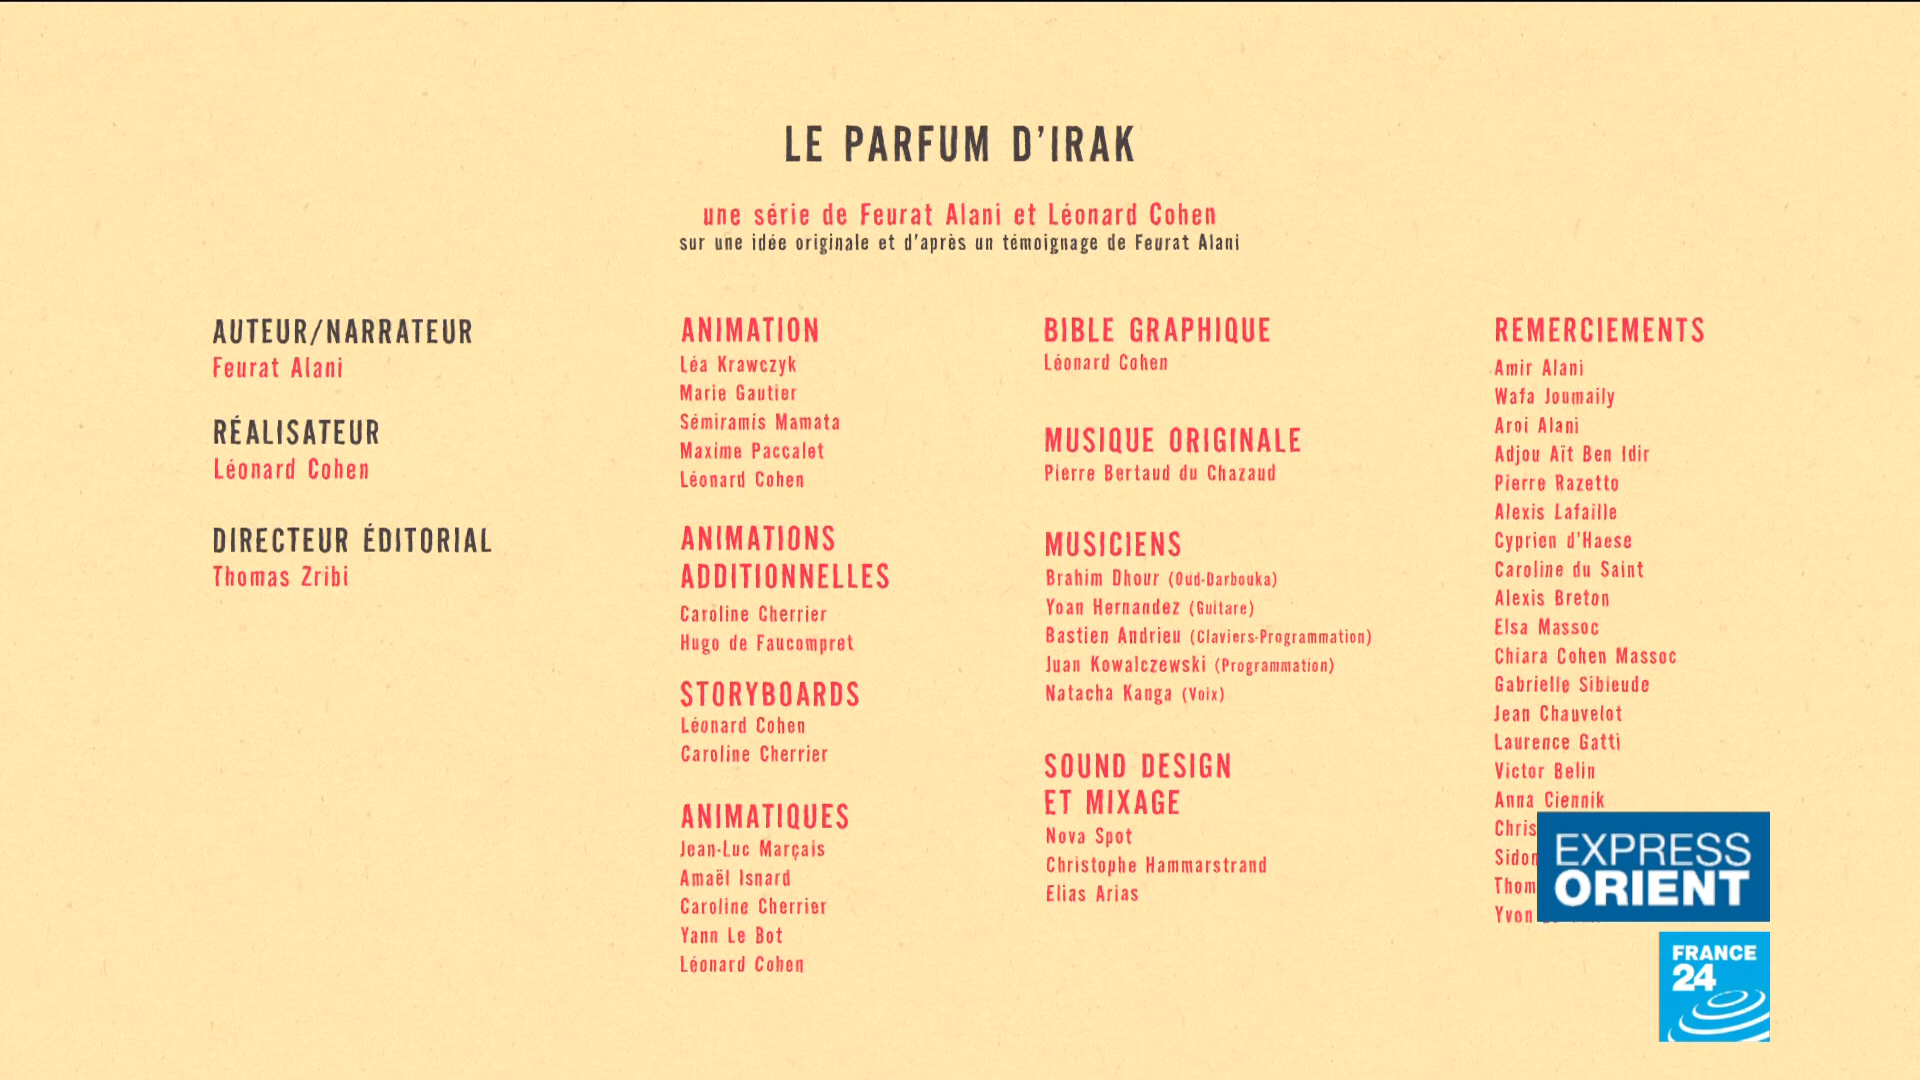 LE PARFUM D'IRAK
une série de Feurat Alani et Léonard Cohen
sur une idée originale et d'après un témoignage de Feurat Alani
AUTEUR/NARRATEUR
Feurat Alani
RÉALISATEUR
Léonard Cohen
DIRECTEUR ÉDITORIAL
Thomas Zribi
ANIMATION
Léa Krawczyk
Marie Gautier
Sémiramis Mamata
Maxime Paccalet
Léonard Cohen
ANIMATIONS
ADDITIONNELLES
Caroline Cherrier
Hugo de Faucompret
STORYBOARDS
Léonard Cohen
Caroline Cherrier
ANIMATIQUES
Jean-Luc Marçais
Amaël Isnard
Caroline Cherrier
Yann Le Bot
Léonard Cohen
BIBLE GRAPHIQUE
Léonard Cohen
MUSIQUE ORIGINALE
Pierre Bertaud du Chazaud
MUSICIENS
Brahim Dhour (Oud-Darbouka)
Yoan Hernandez (Guitare)
Bastien Andrieu (Claviers-Programmation)
Juan Kowalczewski (Programmation)
Natacha Kanga (Voix)
SOUND DESIGN
ET MIXAGE
Nova Spot
Christophe Hammarstrand
Elias Arias
REMERCIEMENTS
Amir Alani
Wafa Joumaily
Aroi Alani
Adjou Aït Ben Idir
Pierre Razetto
Alexis Lafaille
Cyprien d'Haese
Caroline du Saint
Alexis Breton
Elsa Massoc
Chiara Cohen Massoc
Gabrielle Sibieude
Jean Chauvelot
Laurence Gatti
Victor Belin
Anna Ciennik
Yvon
EXPRESS
ORIENT
FRANCE
24